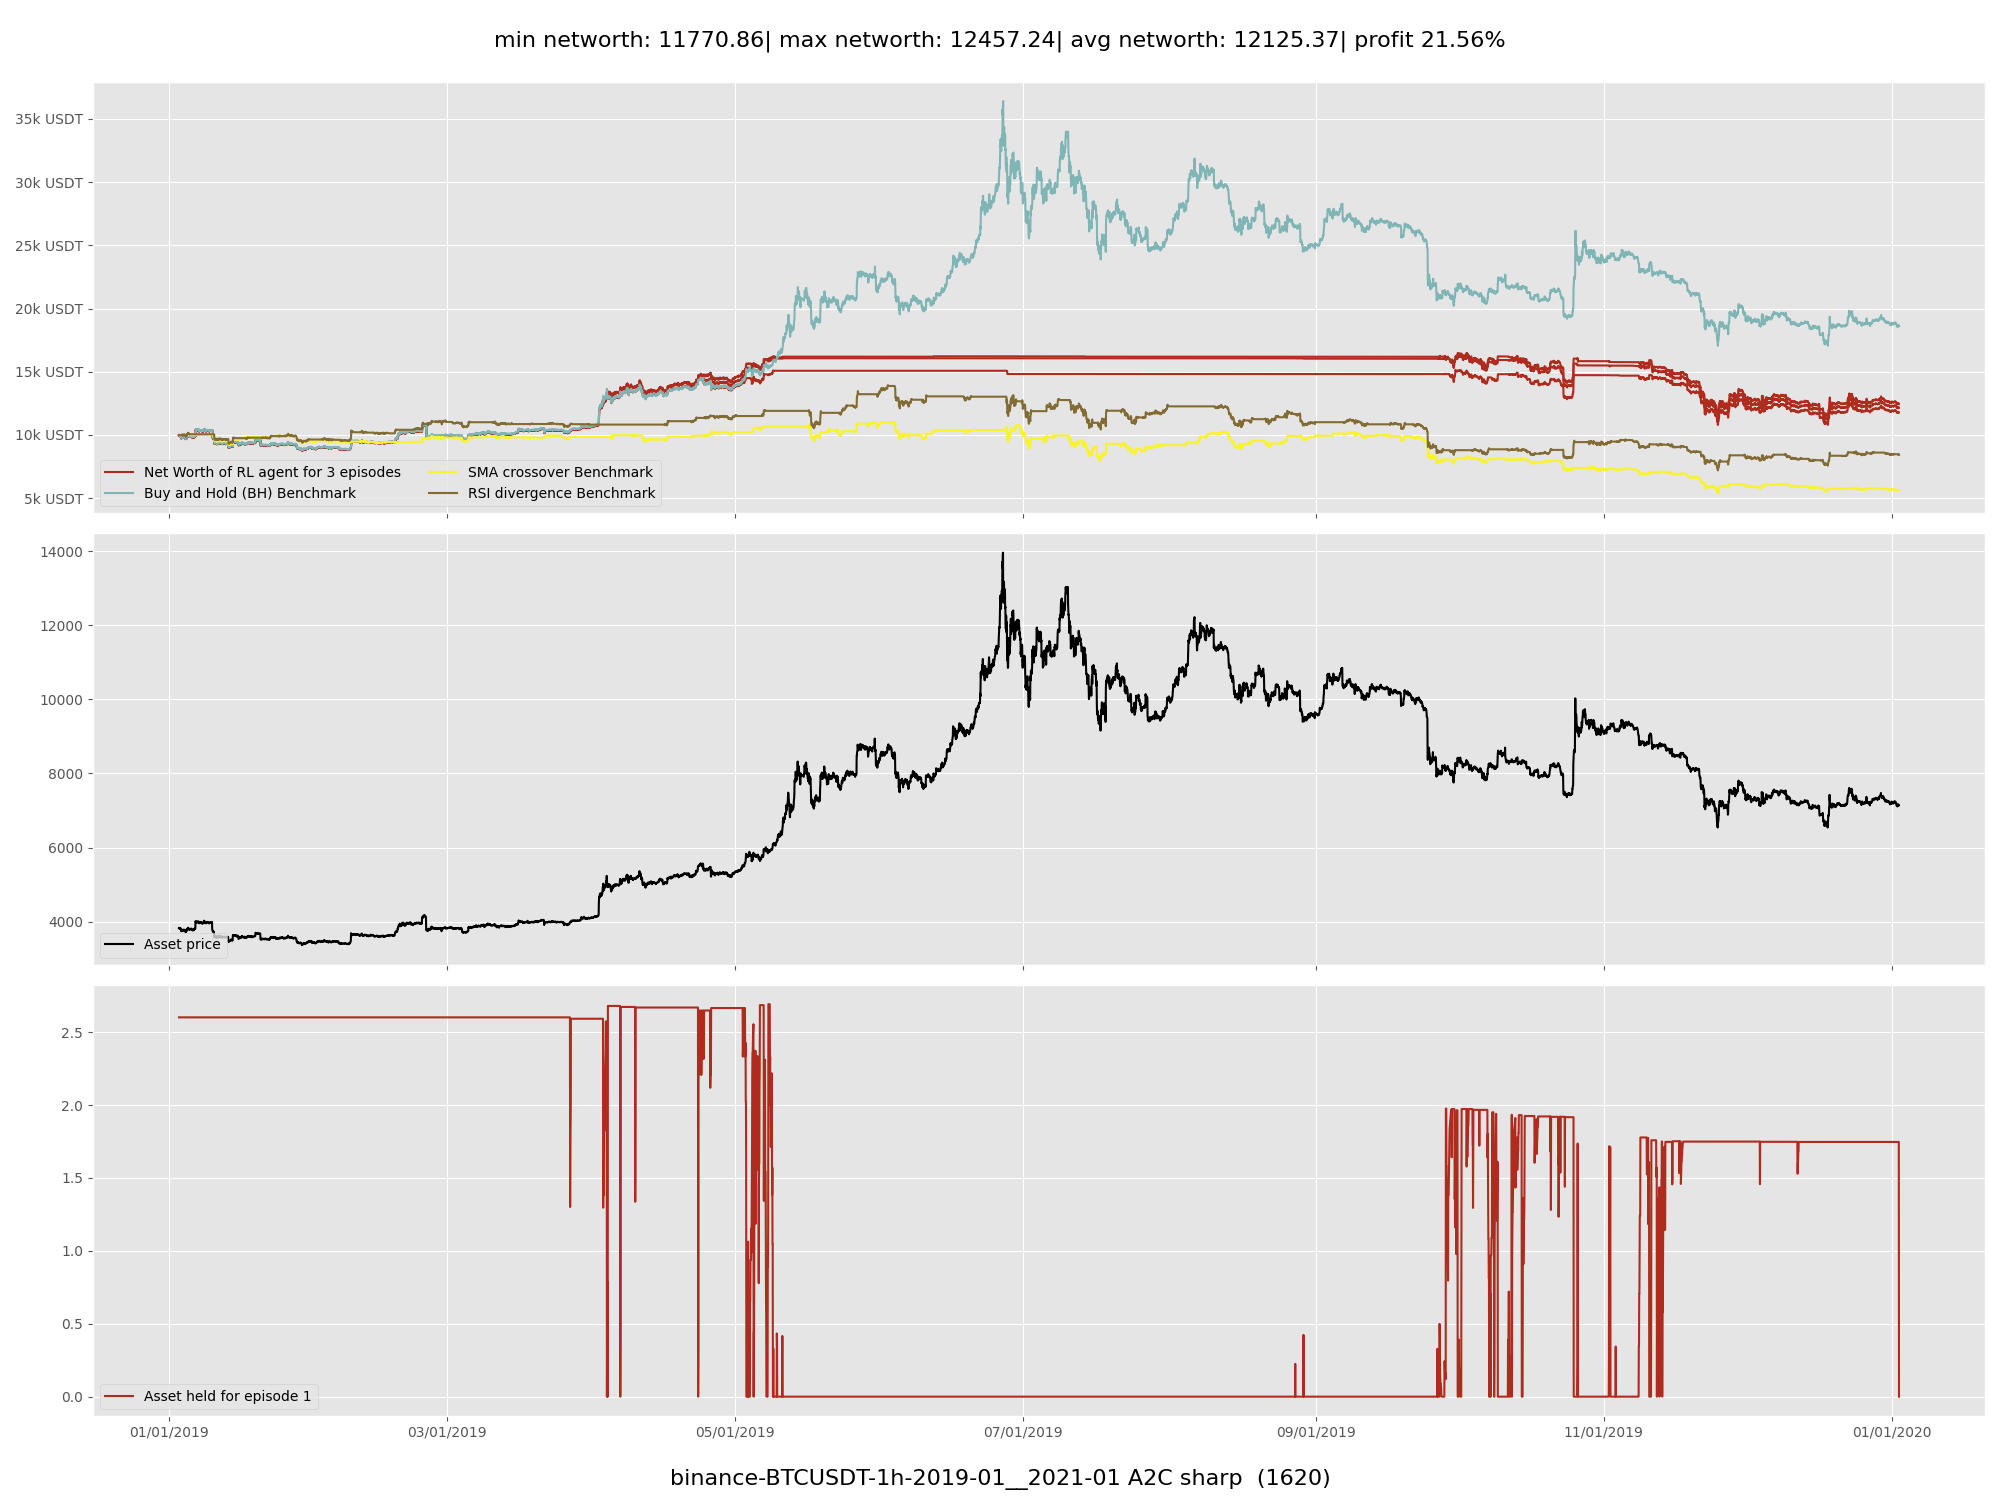 min networth: 11770.86| max networth: 12457.24| avg networth: 12125.37| profit 21.56%
35k USDT
30k USDT
25k USDT
20k USDT
15k USDT
10k USDT
5k USDT
Net Worth of RL agent for 3 episodes
Buy and Hold (BH) Benchmark
SMA crossover Benchmark
RSI divergence Benchmark
14000
12000
10000
8000
6000
4000
Asset price
2.5
2.0
1.5
1.0
0.5
0.0
Asset held for episode 1
01/01/2019 03/01/2019 05/01/2019 07/01/2019 09/01/2019 11/01/2019 01/01/2020
binance-BTCUSDT-1h-2019-01__2021-01 A2C sharp (1620)